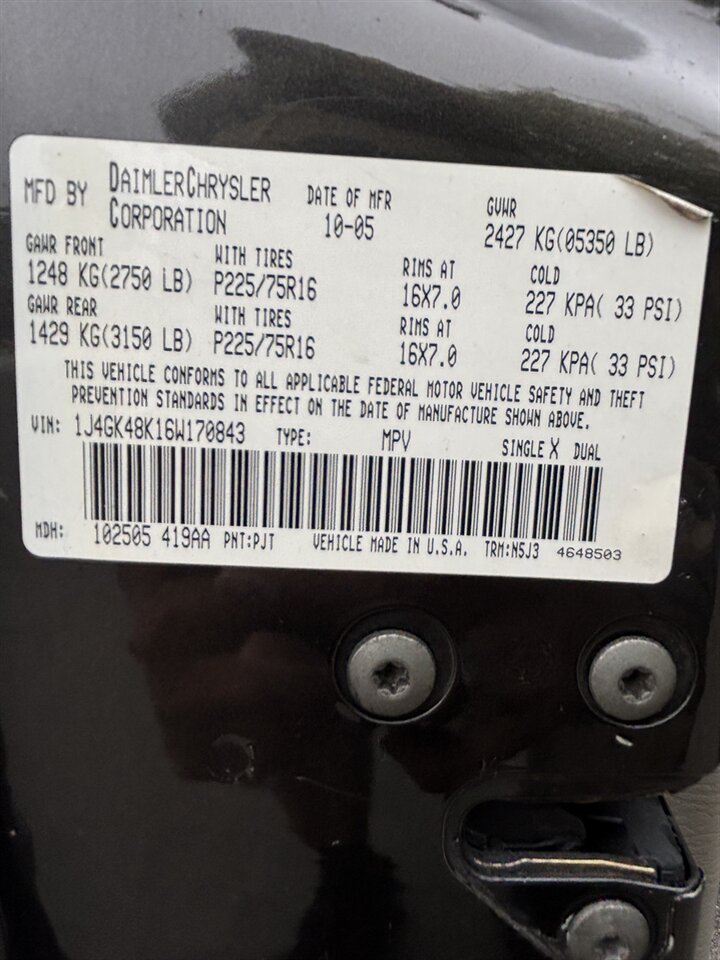 MFD BY DAIMLERCHRYSLER CORPORATION DATE OF MFR 10-05 GVWR 2427 KG(05350 LB)
GAWR FRONT WITH TIRES RIMS AT COLD
1248 KG(2750 LB) P225/75R16 16X7.0 227 KPA( 33 PSI)
GAWR REAR WITH TIRES RIMS AT COLD
1429 KG(3150 LB) P225/75R16 16X7.0 227 KPA( 33 PSI)
THIS VEHICLE CONFORMS TO ALL APPLICABLE FEDERAL MOTOR VEHICLE SAFETY AND THEFT
PREVENTION STANDARDS IN EFFECT ON THE DATE OF MANUFACTURE SHOWN ABOVE.
VIN: 1J4GK48K16W170843 TYPE: MPV SINGLE X DUAL
MDH: 102505 419AA PNT:PJT VEHICLE MADE IN U.S.A. TRM:N5J3 4648503